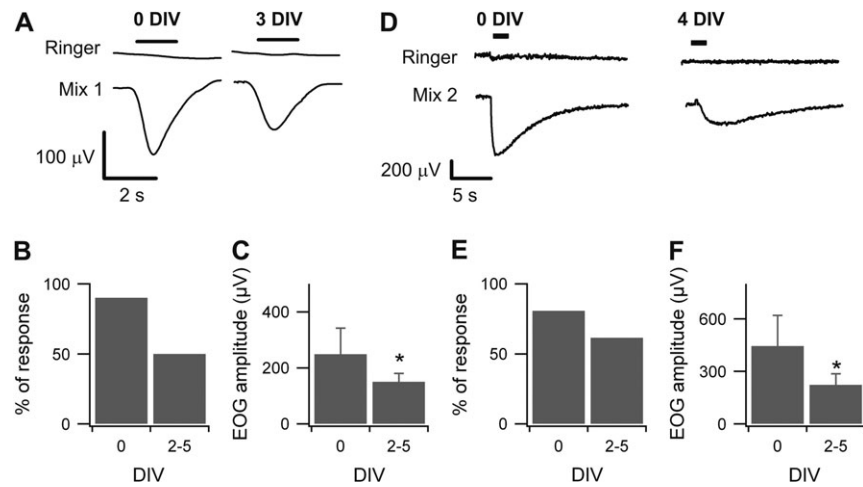 A
0 DIV
3 DIV
Ringer
Mix 1
100 µV
2 s
D
0 DIV
4 DIV
Ringer
Mix 2
200 µV
5 s
B
% of response
100
50
0
0
2-5
DIV
C
EOG amplitude (µV)
400
200
0
*
0
2-5
DIV
E
% of response
100
50
0
0
2-5
DIV
F
EOG amplitude (µV)
600
300
0
*
0
2-5
DIV